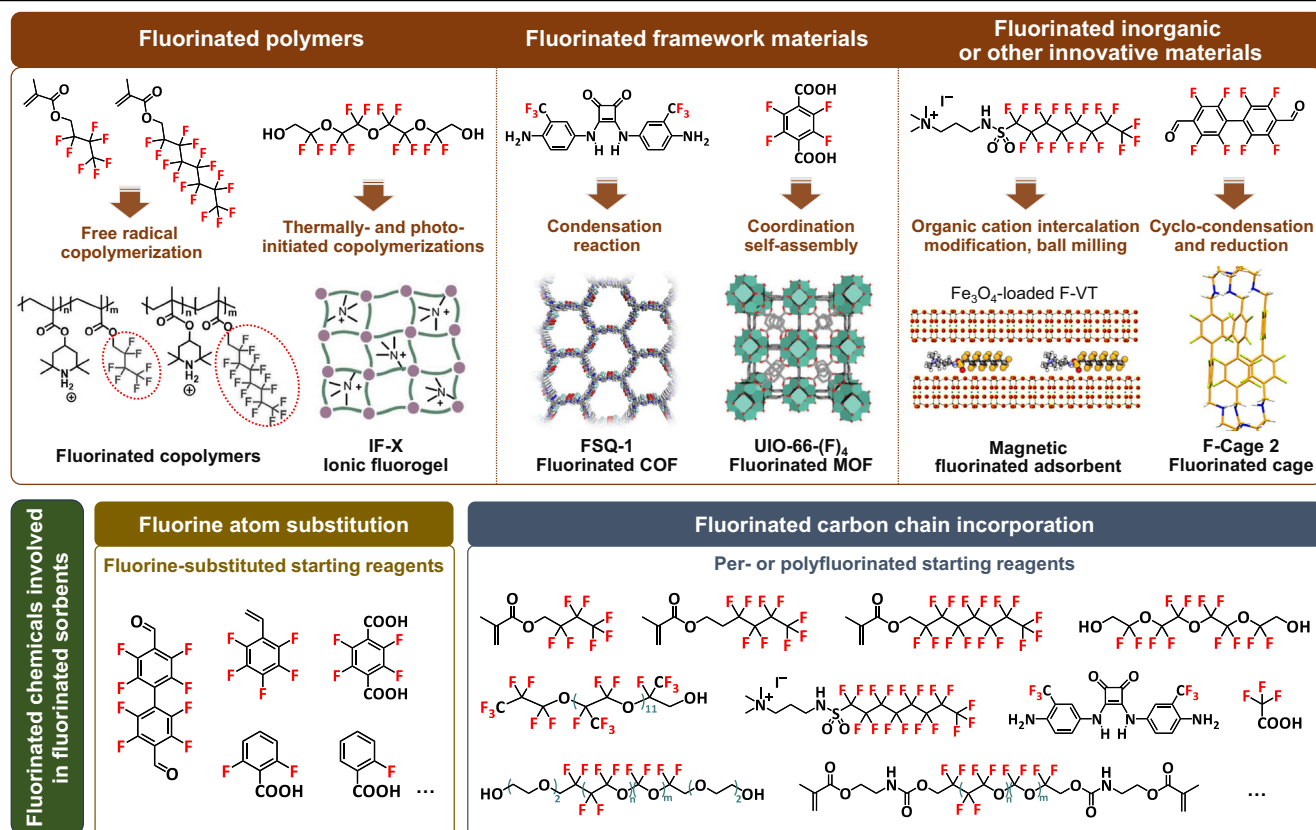 Fluorinated polymers
Fluorinated framework materials
Fluorinated inorganic
or other innovative materials
Free radical
copolymerization
Thermally- and photo-
initiated copolymerizations
Condensation
reaction
Coordination
self-assembly
Organic cation intercalation
modification, ball milling
Cyclo-condensation
and reduction
Fe₃O₄-loaded F-VT
Fluorinated copolymers
IF-X
Ionic fluorogel
FSQ-1
Fluorinated COF
UIO-66-(F)₄
Fluorinated MOF
Magnetic
fluorinated adsorbent
F-Cage 2
Fluorinated cage
Fluorinated chemicals involved
in fluorinated sorbents
Fluorine atom substitution
Fluorine-substituted starting reagents
...
Fluorinated carbon chain incorporation
Per- or polyfluorinated starting reagents
...